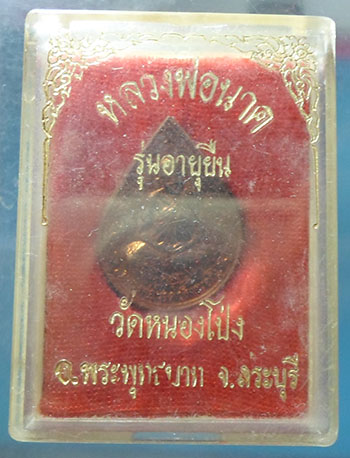 หลวงพ่อนาค
รุ่นอายุยืน
วัดหนองโป่ง
อ.พระพุทธบาท จ.สระบุรี